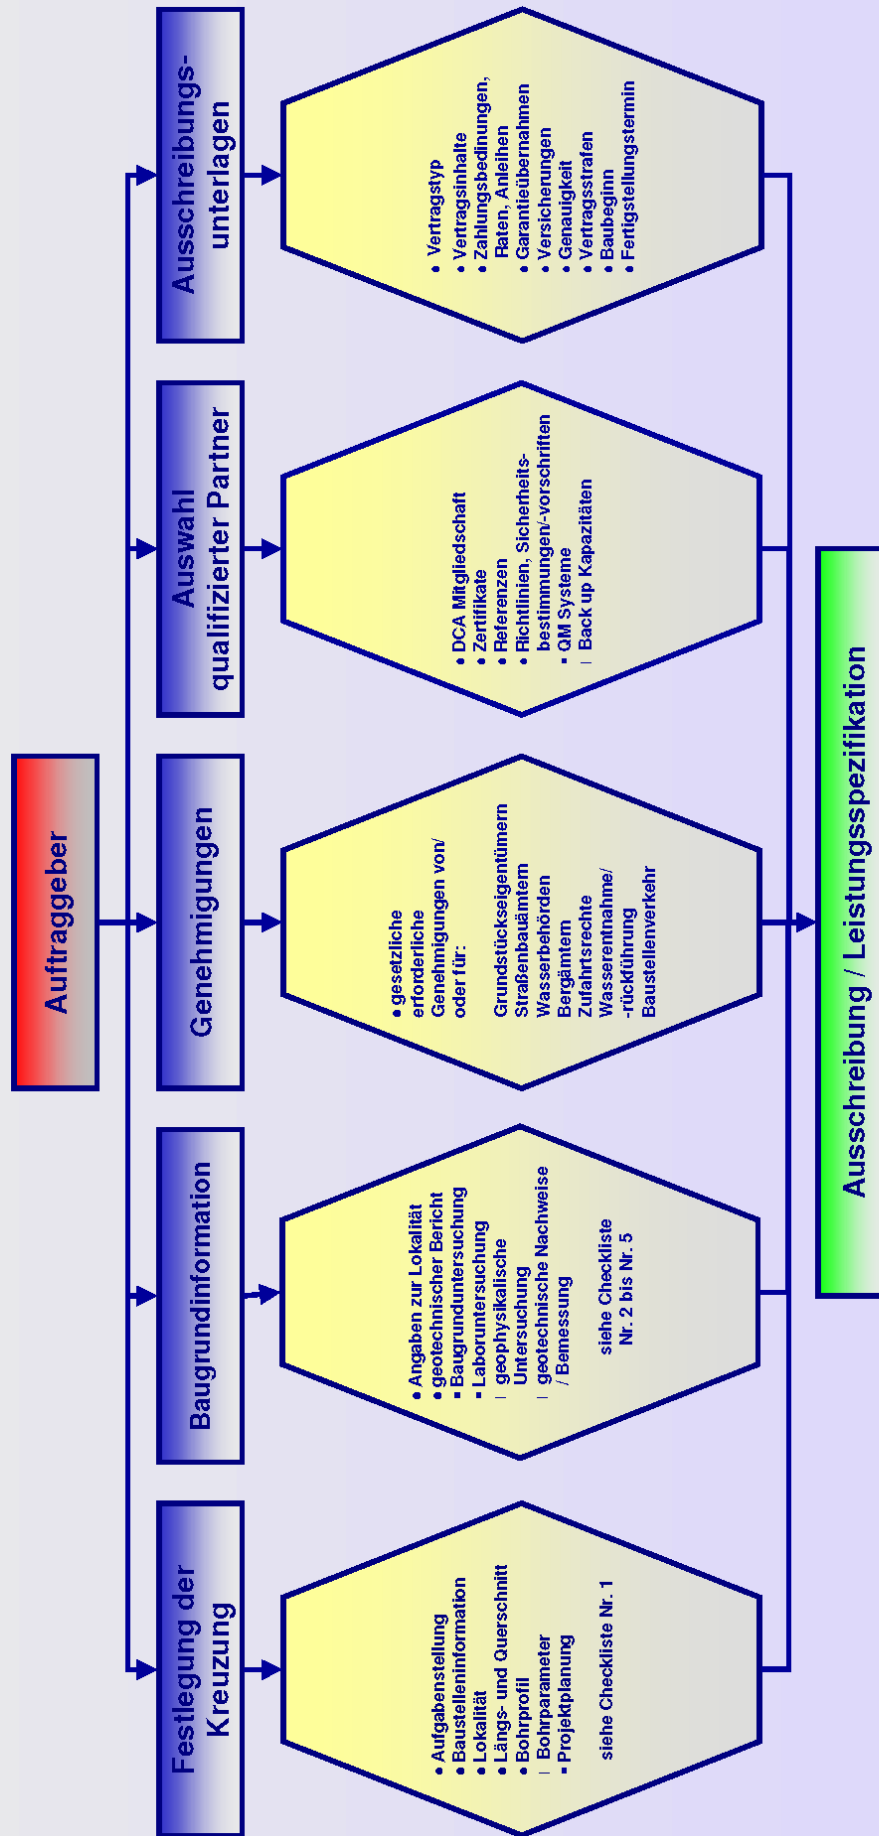 Auftraggeber
Festlegung der
Kreuzung
● Aufgabenstellung
● Baustelleninformation
● Lokalität
● Längs- und Querschnitt
● Bohrprofil
| Bohrparameter
▪ Projektplanung
siehe Checkliste Nr. 1
Baugrundinformation
● Angaben zur Lokalität
● geotechnischer Bericht
▪ Baugrunduntersuchung
▪ Laboruntersuchung
| geophysikalische
Untersuchung
| geotechnische Nachweise
/ Bemessung
siehe Checkliste
Nr. 2 bis Nr. 5
Genehmigungen
● gesetzliche
erforderliche
Genehmigungen von/
oder für:
Grundstückseigentümern
Straßenbauämtern
Wasserbehörden
Bergämtern
Zufahrtsrechte
Wasserentnahme/
-rückführung
Baustellenverkehr
Auswahl
qualifizierter Partner
● DCA Mitgliedschaft
● Zertifikate
● Referenzen
● Richtlinien, Sicherheits-
bestimmungen/-vorschriften
▪ QM Systeme
| Back up Kapazitäten
Ausschreibungs-
unterlagen
● Vertragstyp
● Vertragsinhalte
● Zahlungsbedinungen,
Raten, Anleihen
● Garantieübernahmen
● Versicherungen
● Genauigkeit
● Vertragsstrafen
● Baubeginn
● Fertigstellungstermin
Ausschreibung / Leistungsspezifikation